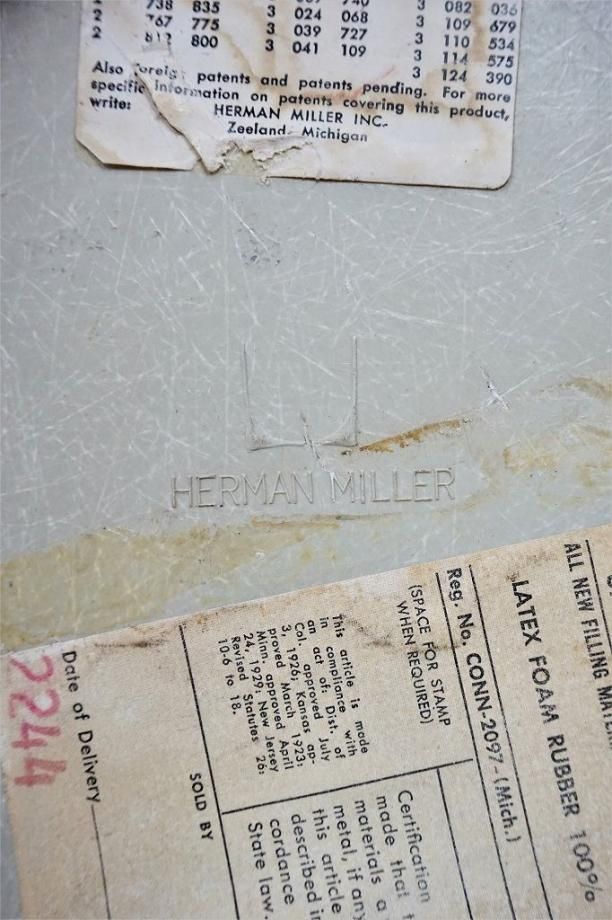 738 835 3 3 082 036
767 775 3 024 068 3 109 679
2 800 3 039 727 3 110 534
3 041 109 3 114 575
3 124 390
Also patents and patents pending. For more
specific information on patents covering this product,
write: HERMAN MILLER INC.
Zeeland, Michigan
HERMAN MILLER
ALL NEW FILLING
LATEX FOAM RUBBER 100%
Reg. No. CONN-2097-(Mich.)
(SPACE FOR STAMP
WHEN REQUIRED)
This article is made
in compliance with
an act of: Dist. of
Col. approved July
3, 1926; Kansas ap-
proved March 1923;
Minn. approved April
24, 1929; New Jersey
Revised Statutes 26:
10-6 to 18.
Certification
made that
materials
metal, if any
this article
described
cordance
State law.
SOLD BY
Date of Delivery
2244